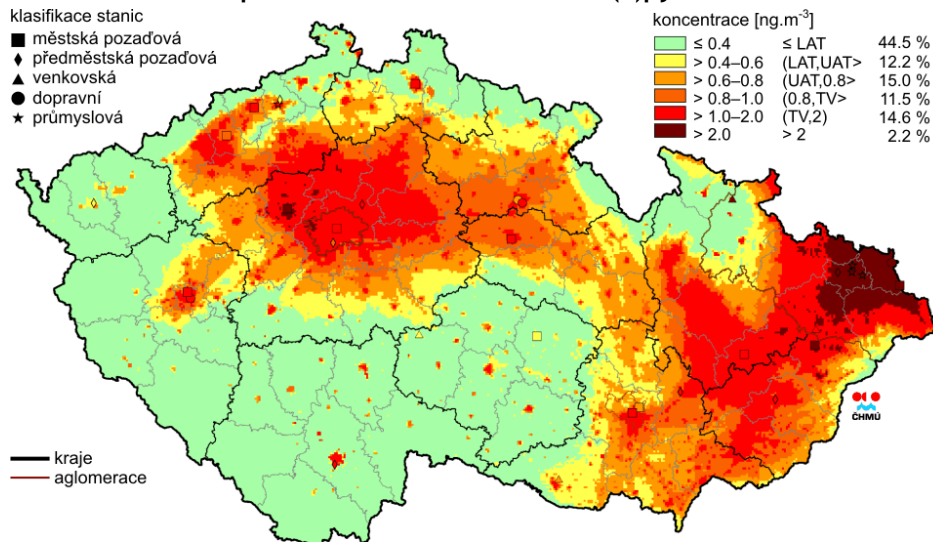 klasifikace stanic
městská pozaďová
předměstská pozaďová
venkovská
dopravní
průmyslová
koncentrace [ng.m-3]
≤ 0.4 ≤ LAT 44.5 %
> 0.4–0.6 (LAT,UAT> 12.2 %
> 0.6–0.8 (UAT,0.8> 15.0 %
> 0.8–1.0 (0.8,TV> 11.5 %
> 1.0–2.0 (TV,2) 14.6 %
> 2.0 > 2 2.2 %
ČHMÚ
kraje
aglomerace